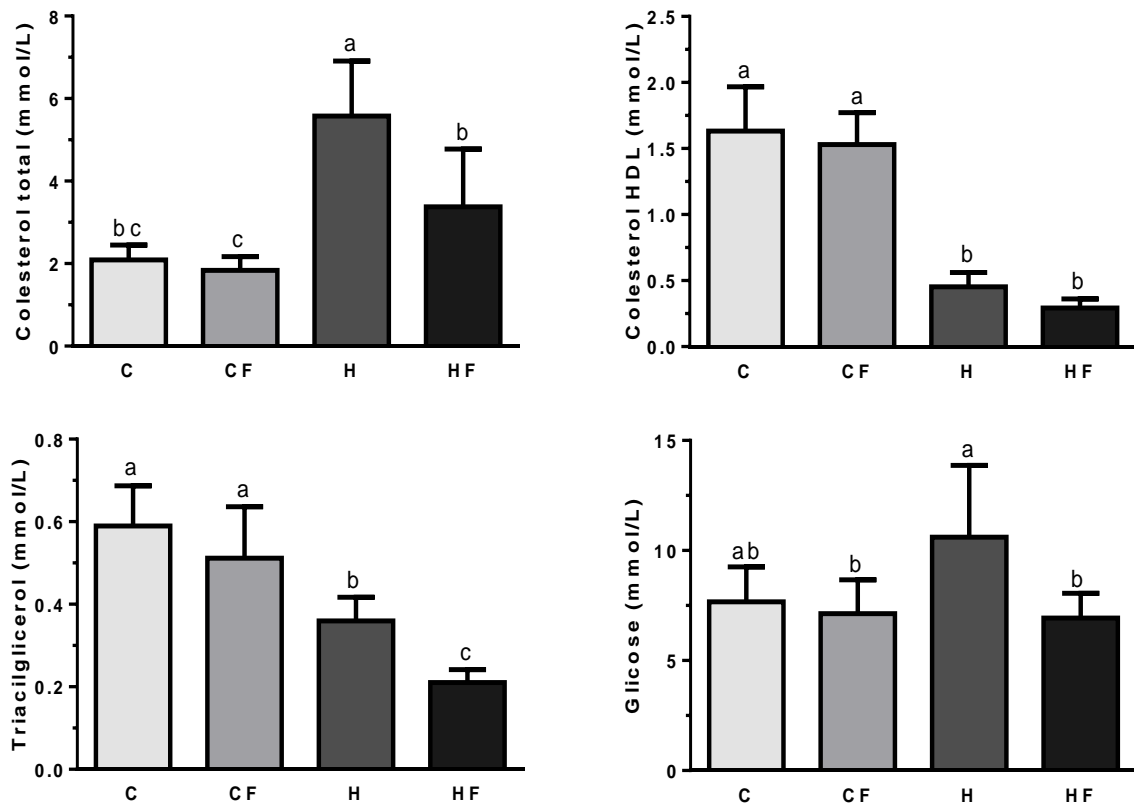 Colesterol total (mmol/L)
8
6
4
2
0
bc
c
a
b
C
CF
H
HF
Colesterol HDL (mmol/L)
2.5
2.0
1.5
1.0
0.5
0.0
a
a
b
b
C
CF
H
HF
Triacilglicerol (mmol/L)
0.8
0.6
0.4
0.2
0.0
a
a
b
c
C
CF
H
HF
Glicose (mmol/L)
15
10
5
0
ab
b
a
b
C
CF
H
HF